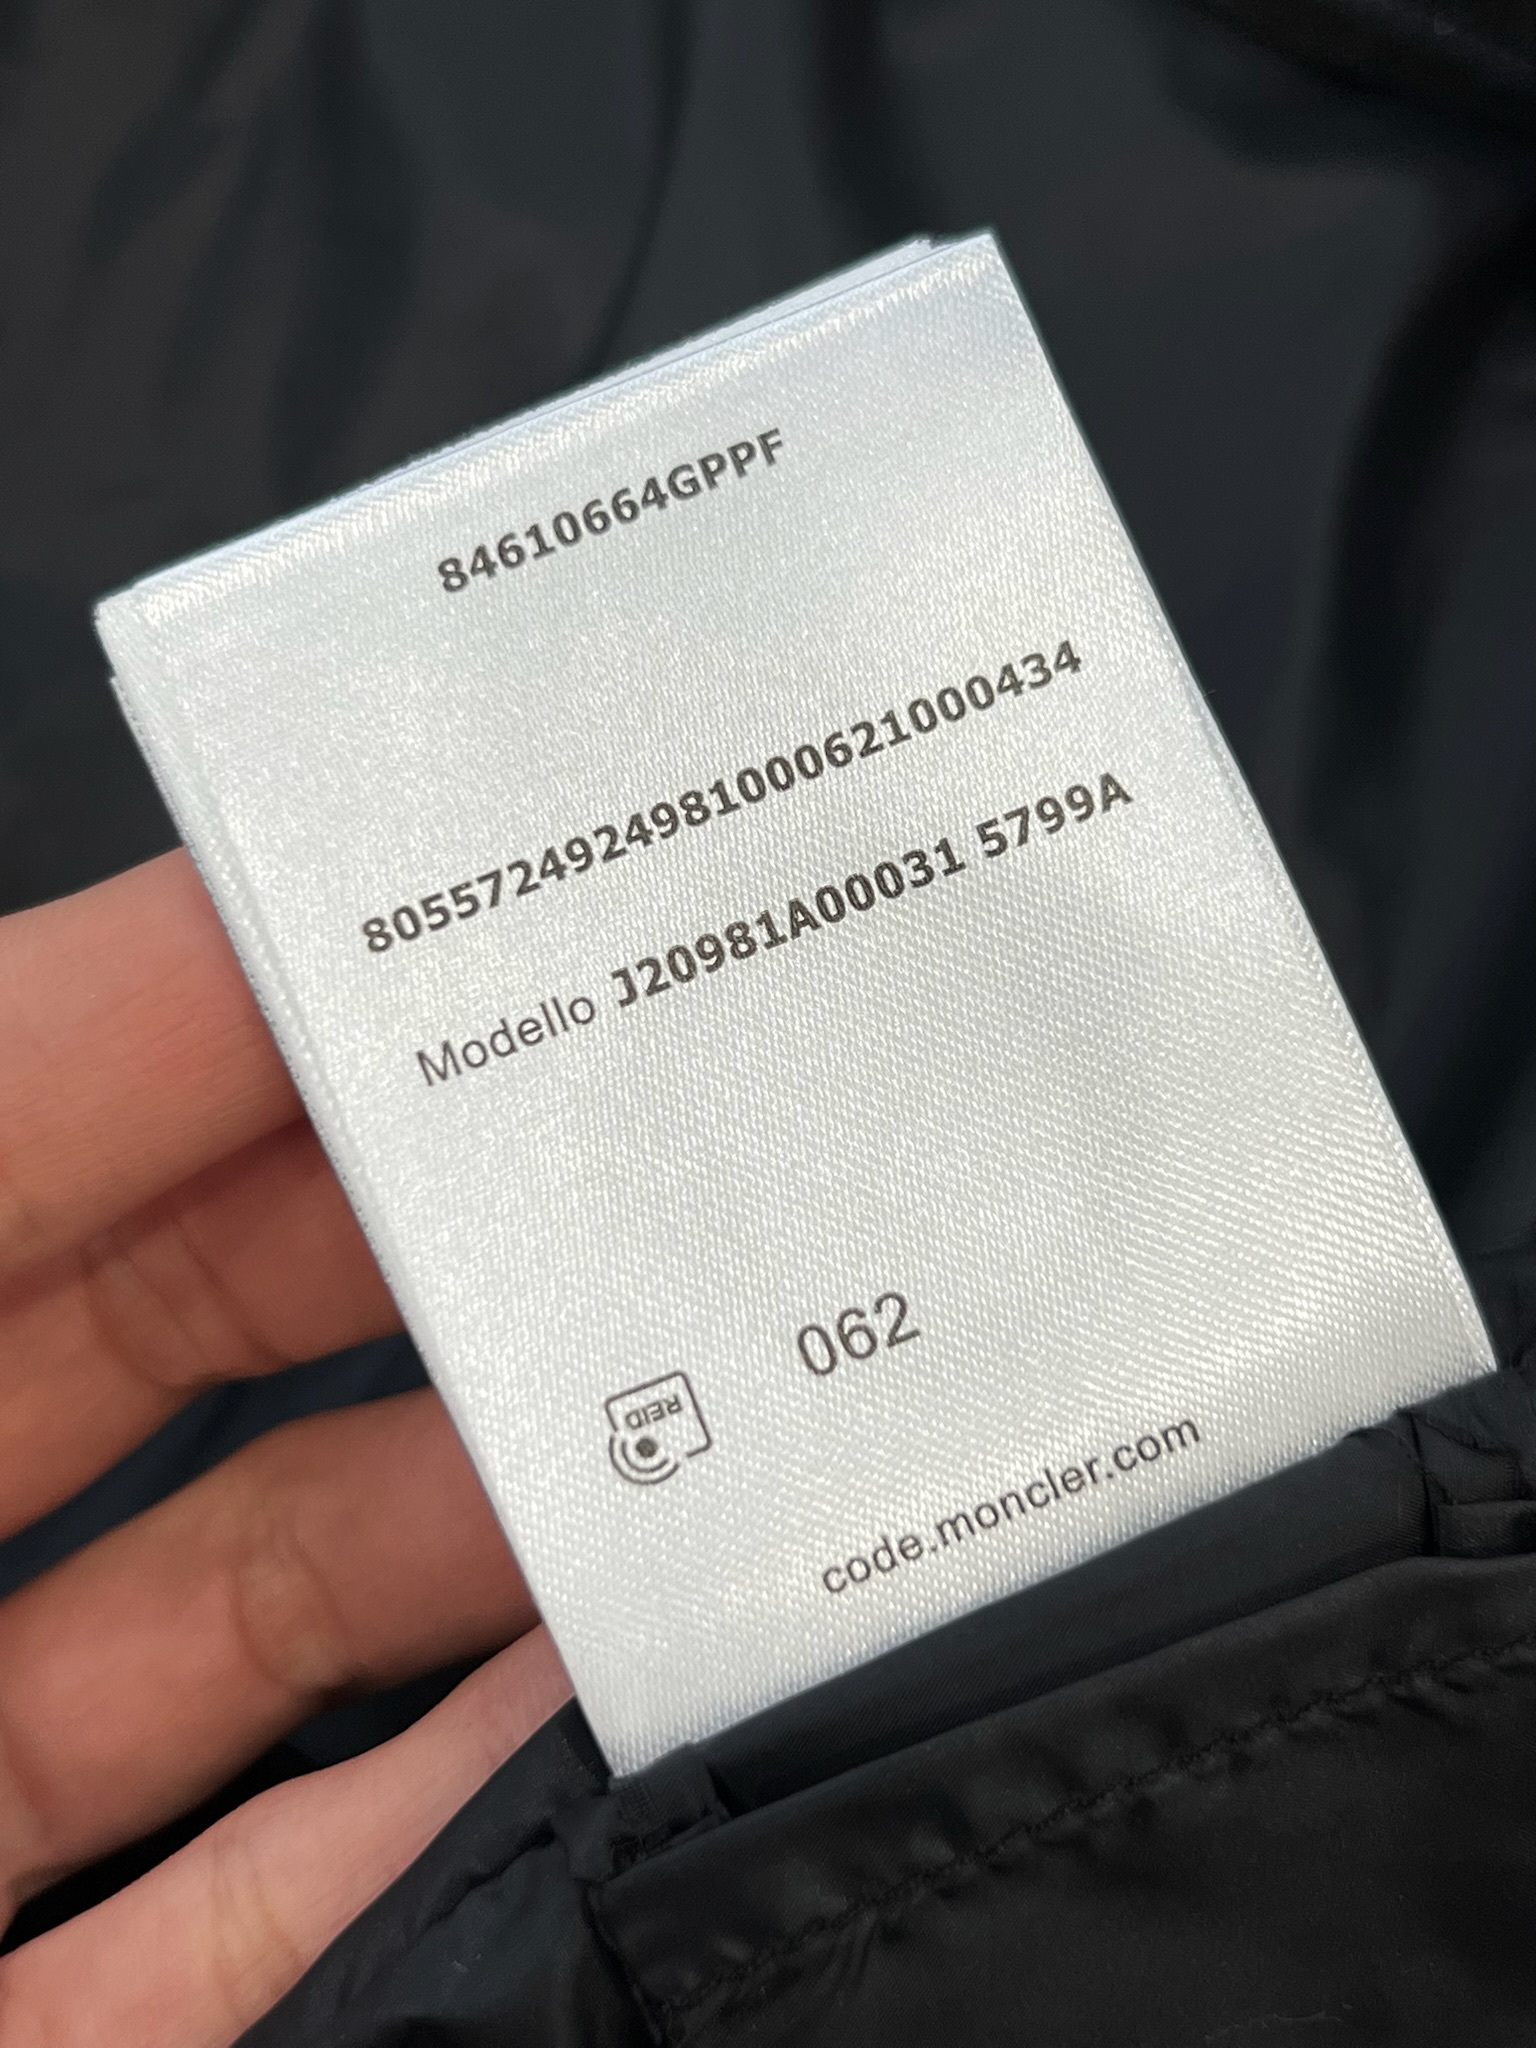 84610664GPPF
8055724924981000621000434
Modello J20981A00031 5799A
062
RFID
code.moncler.com